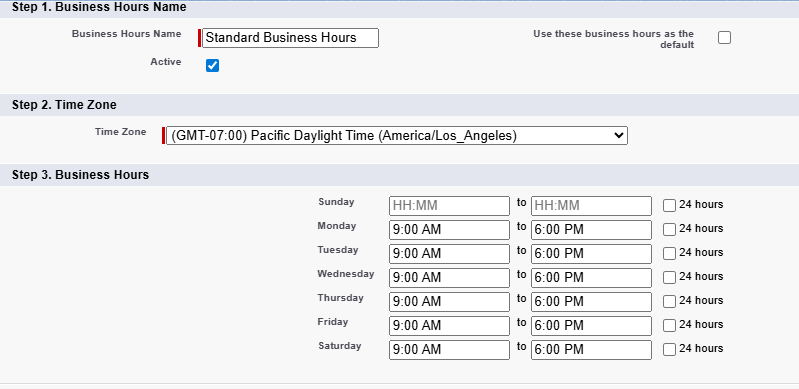 Step 1. Business Hours Name
Business Hours Name Standard Business Hours Use these business hours as the default
Active
Step 2. Time Zone
Time Zone (GMT-07:00) Pacific Daylight Time (America/Los_Angeles)
Step 3. Business Hours
Sunday HH:MM to HH:MM 24 hours
Monday 9:00 AM to 6:00 PM 24 hours
Tuesday 9:00 AM to 6:00 PM 24 hours
Wednesday 9:00 AM to 6:00 PM 24 hours
Thursday 9:00 AM to 6:00 PM 24 hours
Friday 9:00 AM to 6:00 PM 24 hours
Saturday 9:00 AM to 6:00 PM 24 hours